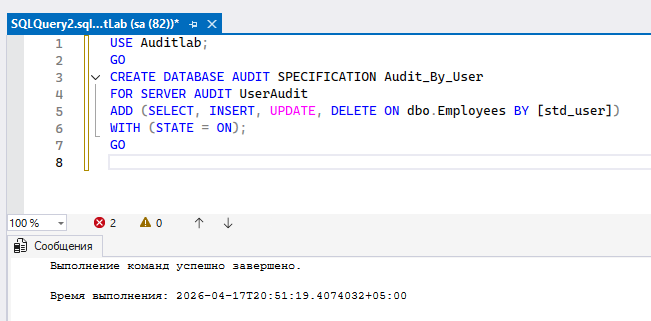 SQLQuery2.sql...tLab (sa (82))*
1 USE Auditlab;
2 GO
3 CREATE DATABASE AUDIT SPECIFICATION Audit_By_User
4 FOR SERVER AUDIT UserAudit
5 ADD (SELECT, INSERT, UPDATE, DELETE ON dbo.Employees BY [std_user])
6 WITH (STATE = ON);
7 GO
8
100 % 2 0
Сообщения
Выполнение команд успешно завершено.
Время выполнения: 2026-04-17T20:51:19.4074032+05:00